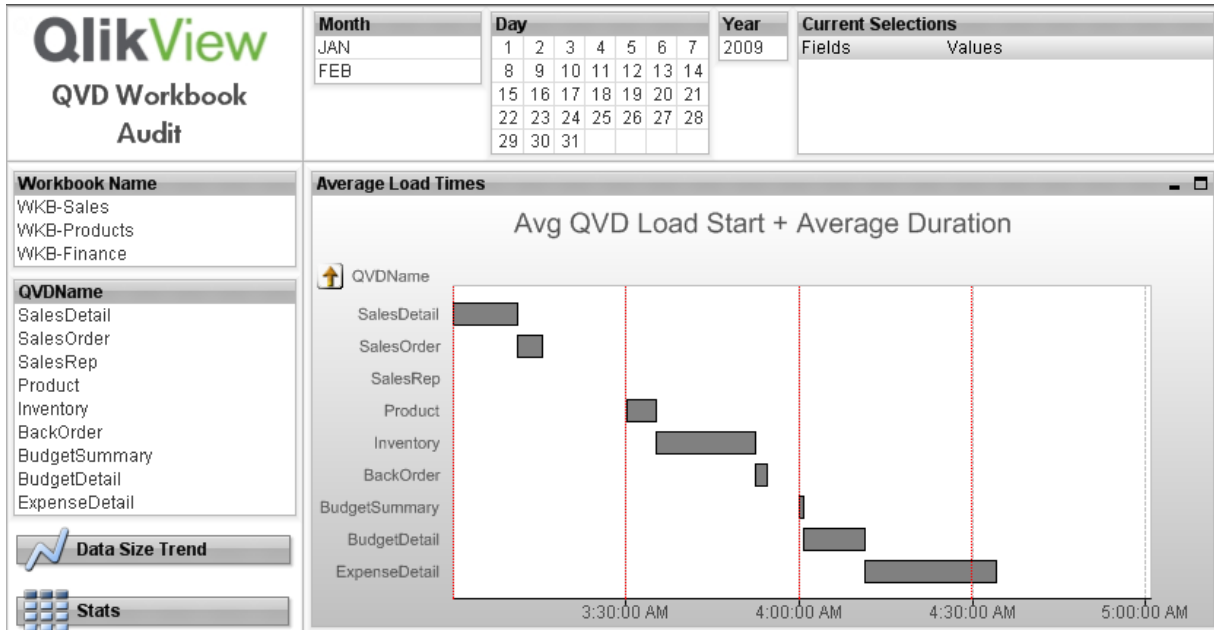 QlikView
QVD Workbook
Audit
Month
JAN
FEB
Day
1 2 3 4 5 6 7
8 9 10 11 12 13 14
15 16 17 18 19 20 21
22 23 24 25 26 27 28
29 30 31
Year
2009
Current Selections
Fields Values
Workbook Name
WKB-Sales
WKB-Products
WKB-Finance
QVDName
SalesDetail
SalesOrder
SalesRep
Product
Inventory
BackOrder
BudgetSummary
BudgetDetail
ExpenseDetail
Data Size Trend
Stats
Average Load Times
Avg QVD Load Start + Average Duration
QVDName
SalesDetail
SalesOrder
SalesRep
Product
Inventory
BackOrder
BudgetSummary
BudgetDetail
ExpenseDetail
3:30:00 AM 4:00:00 AM 4:30:00 AM 5:00:00 AM